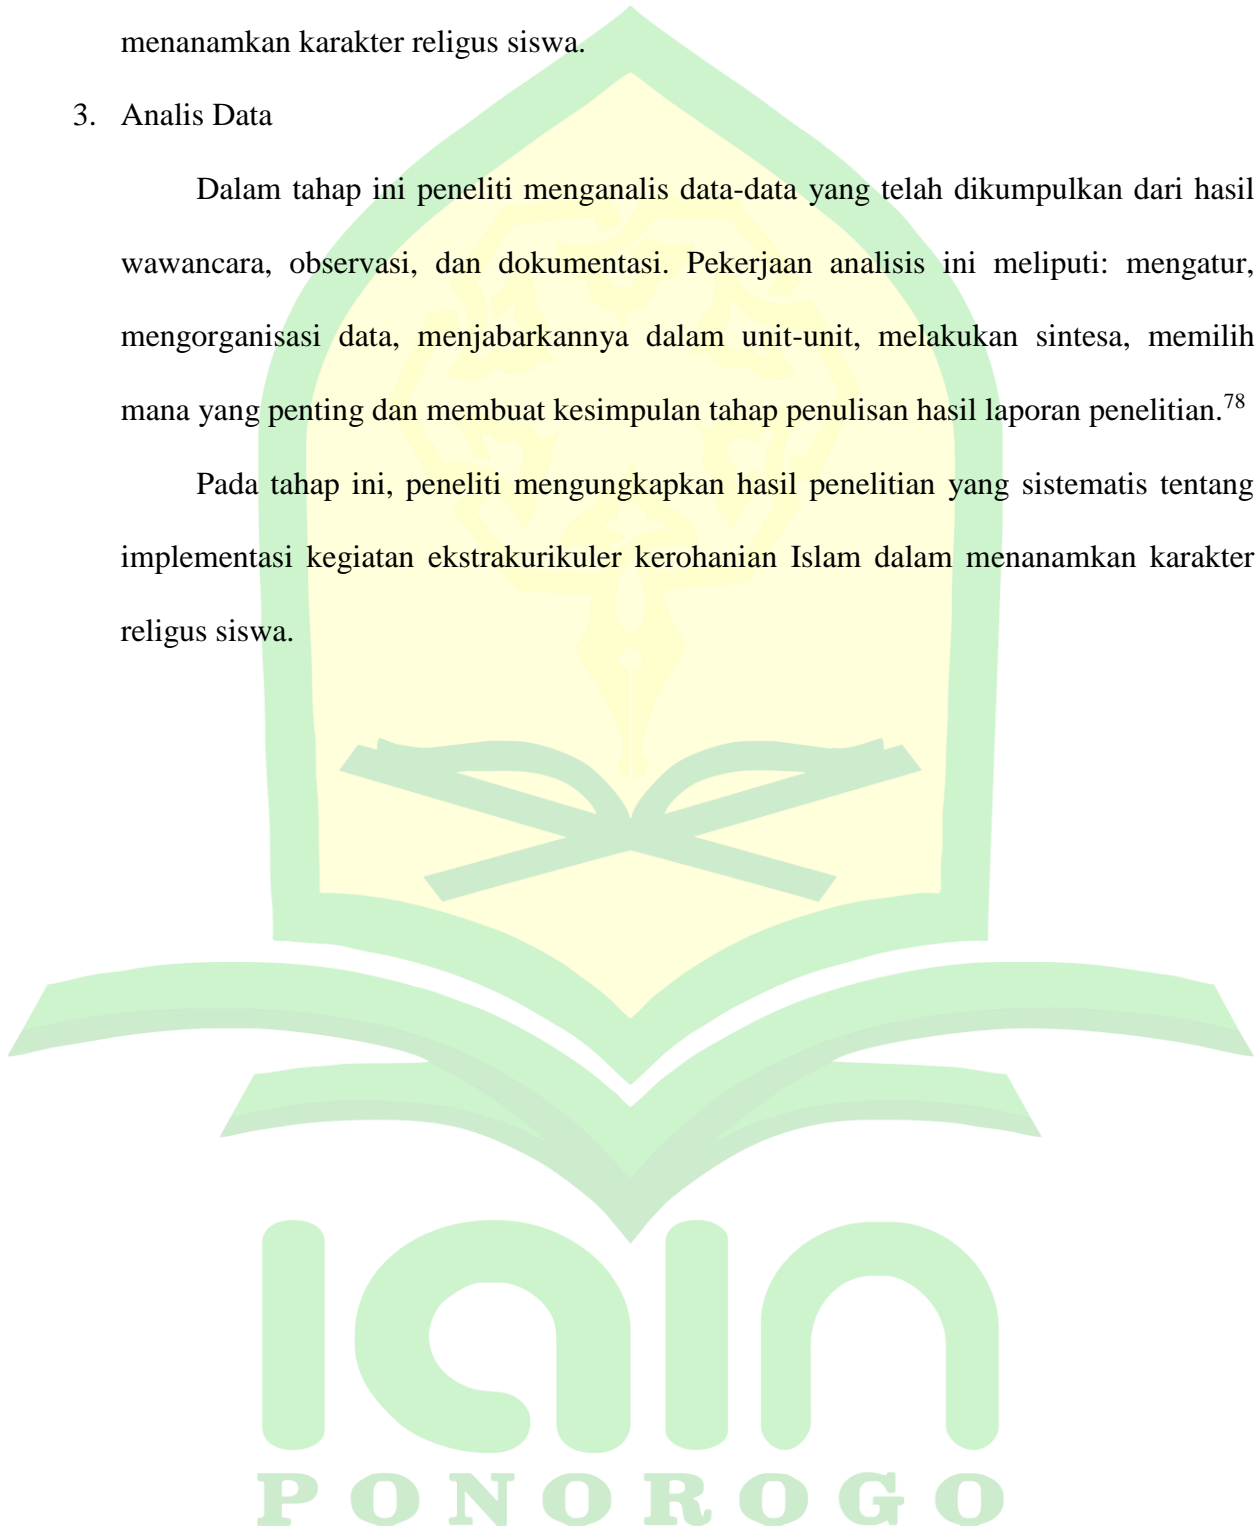 menanamkan karakter religus siswa.
3. Analis Data
Dalam tahap ini peneliti menganalis data-data yang telah dikumpulkan dari hasil
wawancara, observasi, dan dokumentasi. Pekerjaan analisis ini meliputi: mengatur,
mengorganisasi data, menjabarkannya dalam unit-unit, melakukan sintesa, memilih
mana yang penting dan membuat kesimpulan tahap penulisan hasil laporan penelitian.78
Pada tahap ini, peneliti mengungkapkan hasil penelitian yang sistematis tentang
implementasi kegiatan ekstrakurikuler kerohanian Islam dalam menanamkan karakter
religus siswa.
iain
PONOROGO